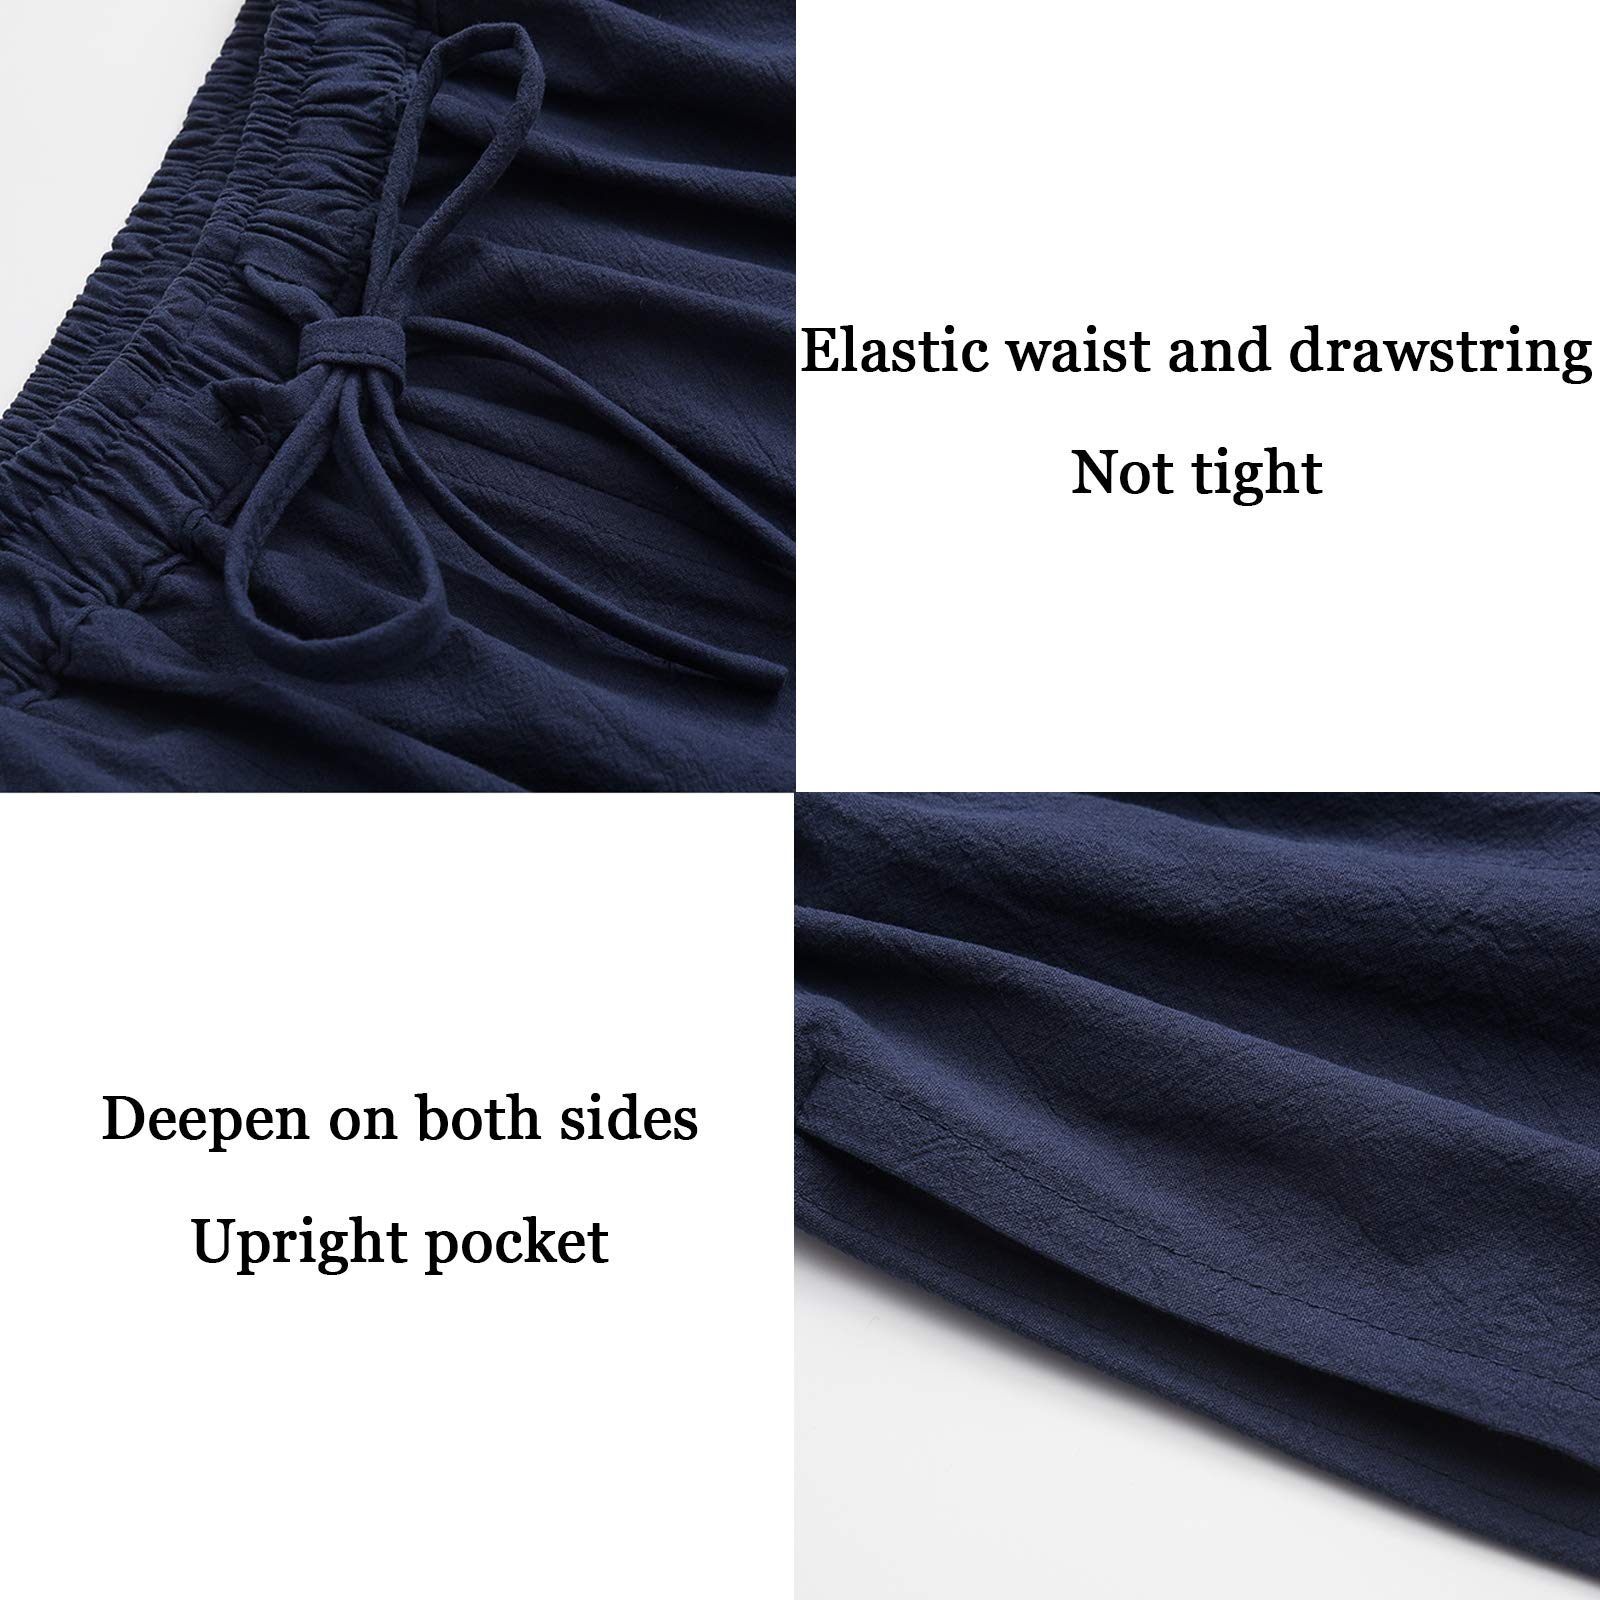 Elastic waist and drawstring
Not tight
Deepen on both sides
Upright pocket